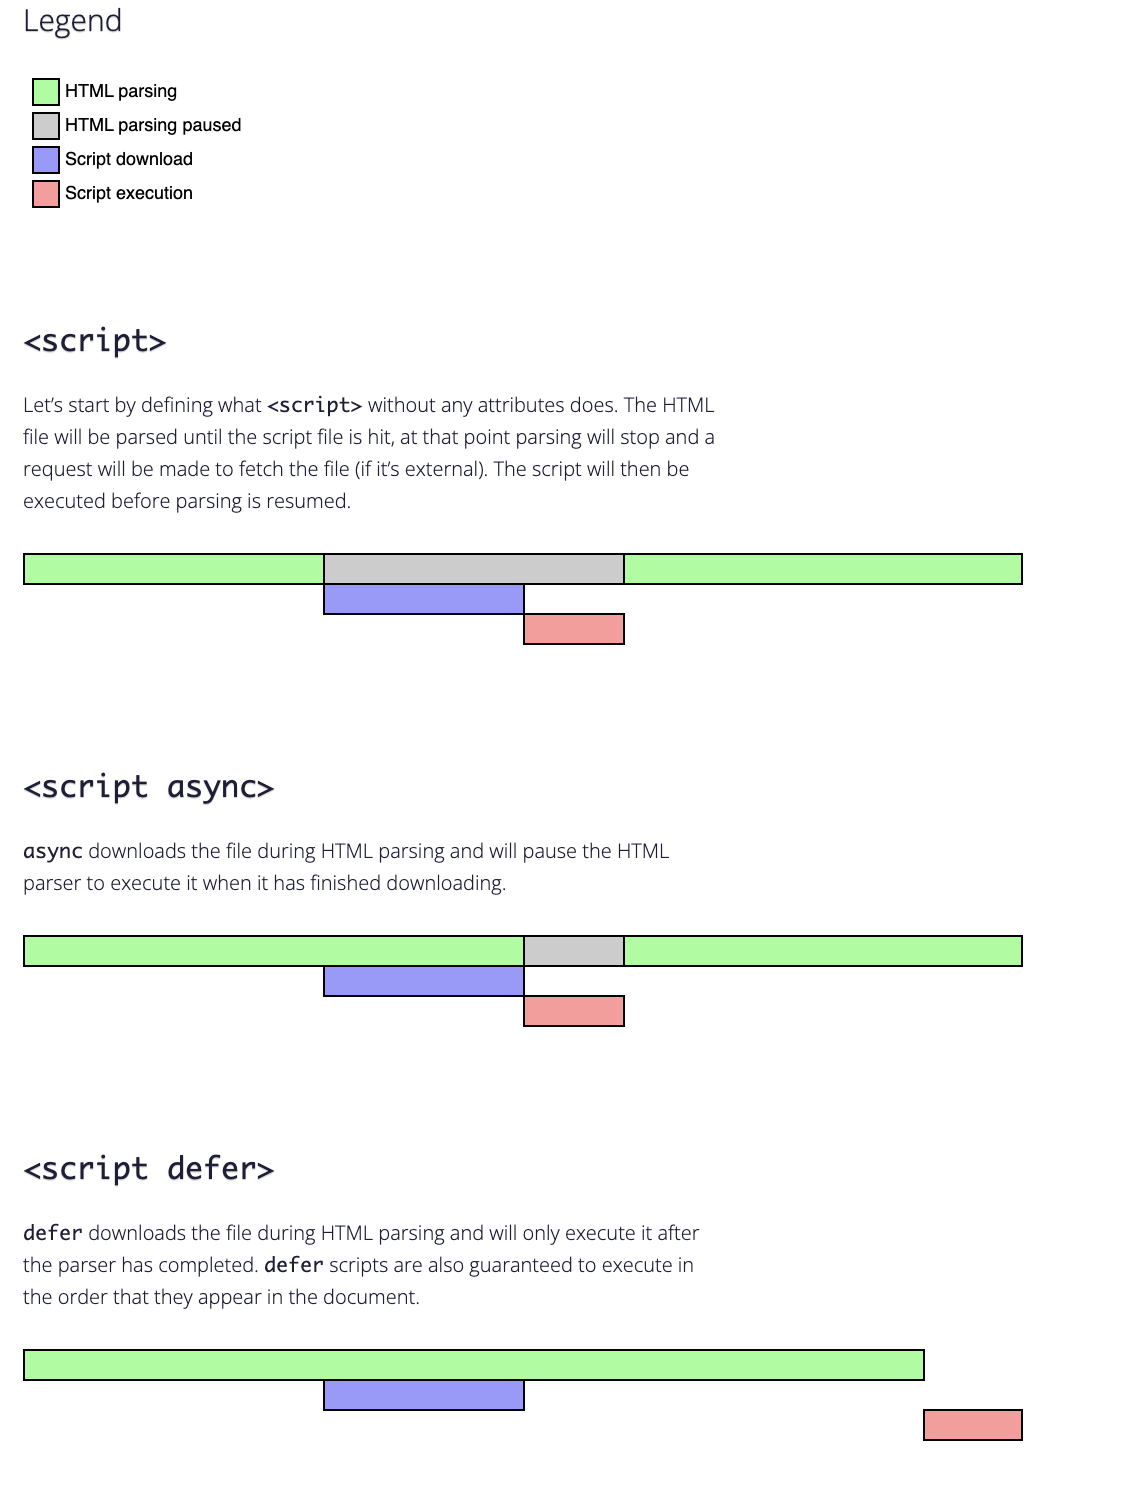 Legend
HTML parsing
HTML parsing paused
Script download
Script execution
<script>
Let’s start by defining what <script> without any attributes does. The HTML
file will be parsed until the script file is hit, at that point parsing will stop and a
request will be made to fetch the file (if it’s external). The script will then be
executed before parsing is resumed.
<script async>
async downloads the file during HTML parsing and will pause the HTML
parser to execute it when it has finished downloading.
<script defer>
defer downloads the file during HTML parsing and will only execute it after
the parser has completed. defer scripts are also guaranteed to execute in
the order that they appear in the document.